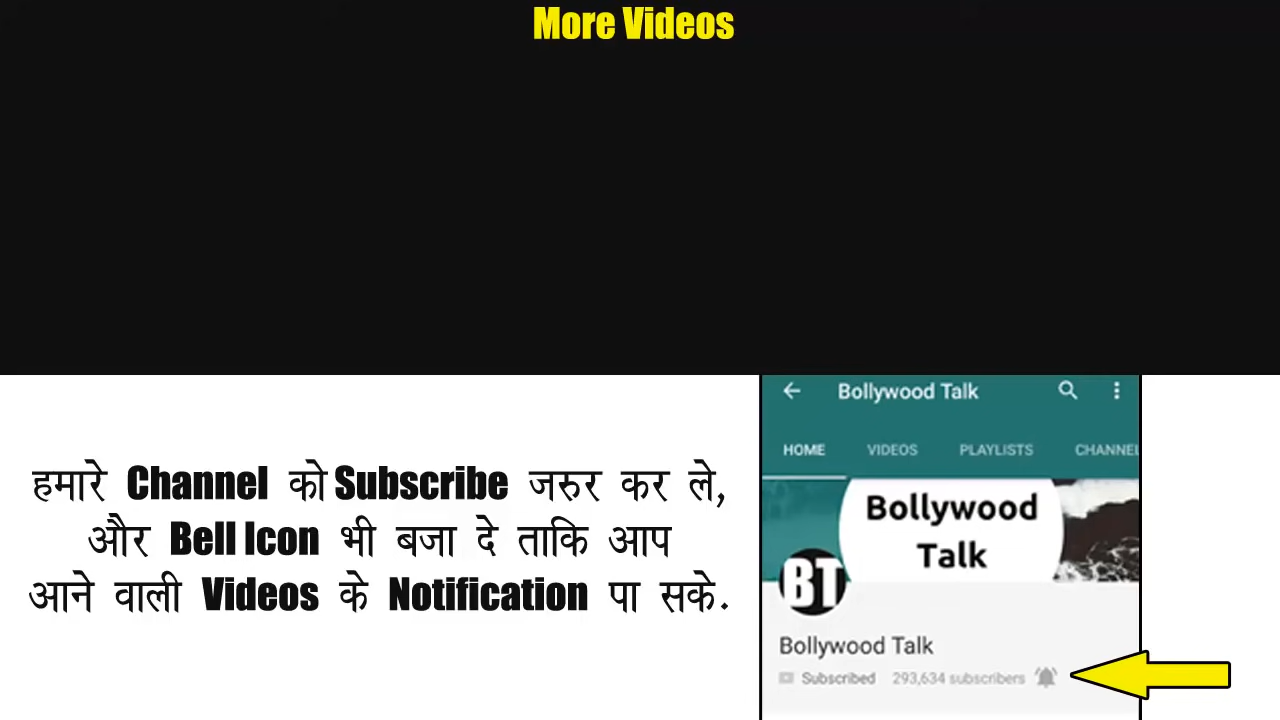 More Videos
हमारे Channel को Subscribe जरुर कर ले,
और Bell Icon भी बजा दे ताकि आप
आने वाली Videos के Notification पा सके.
Bollywood Talk
HOME VIDEOS PLAYLISTS CHANNEL
Bollywood
Talk
BT
Bollywood Talk
Subscribed 293,634 subscribers